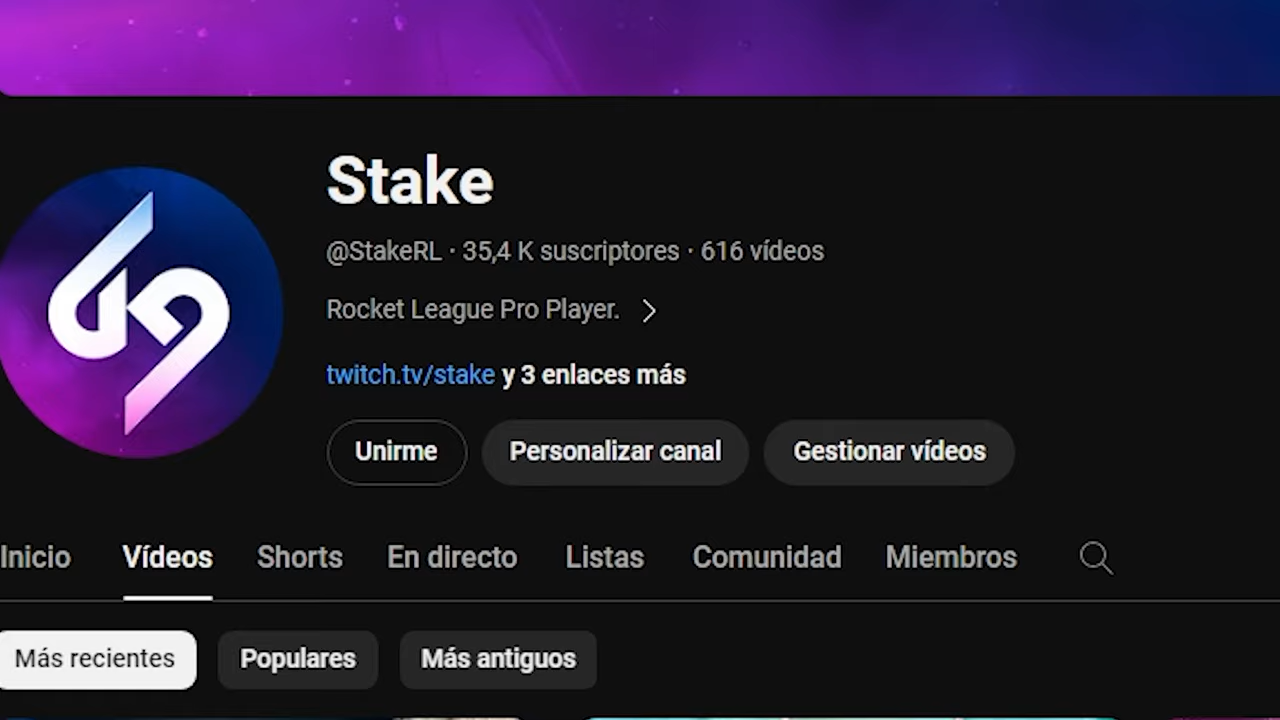 Stake
@StakeRL · 35,4 K suscriptores · 616 vídeos
Rocket League Pro Player.
twitch.tv/stake y 3 enlaces más
Unirme Personalizar canal Gestionar vídeos
Inicio Vídeos Shorts En directo Listas Comunidad Miembros
Más recientes Populares Más antiguos